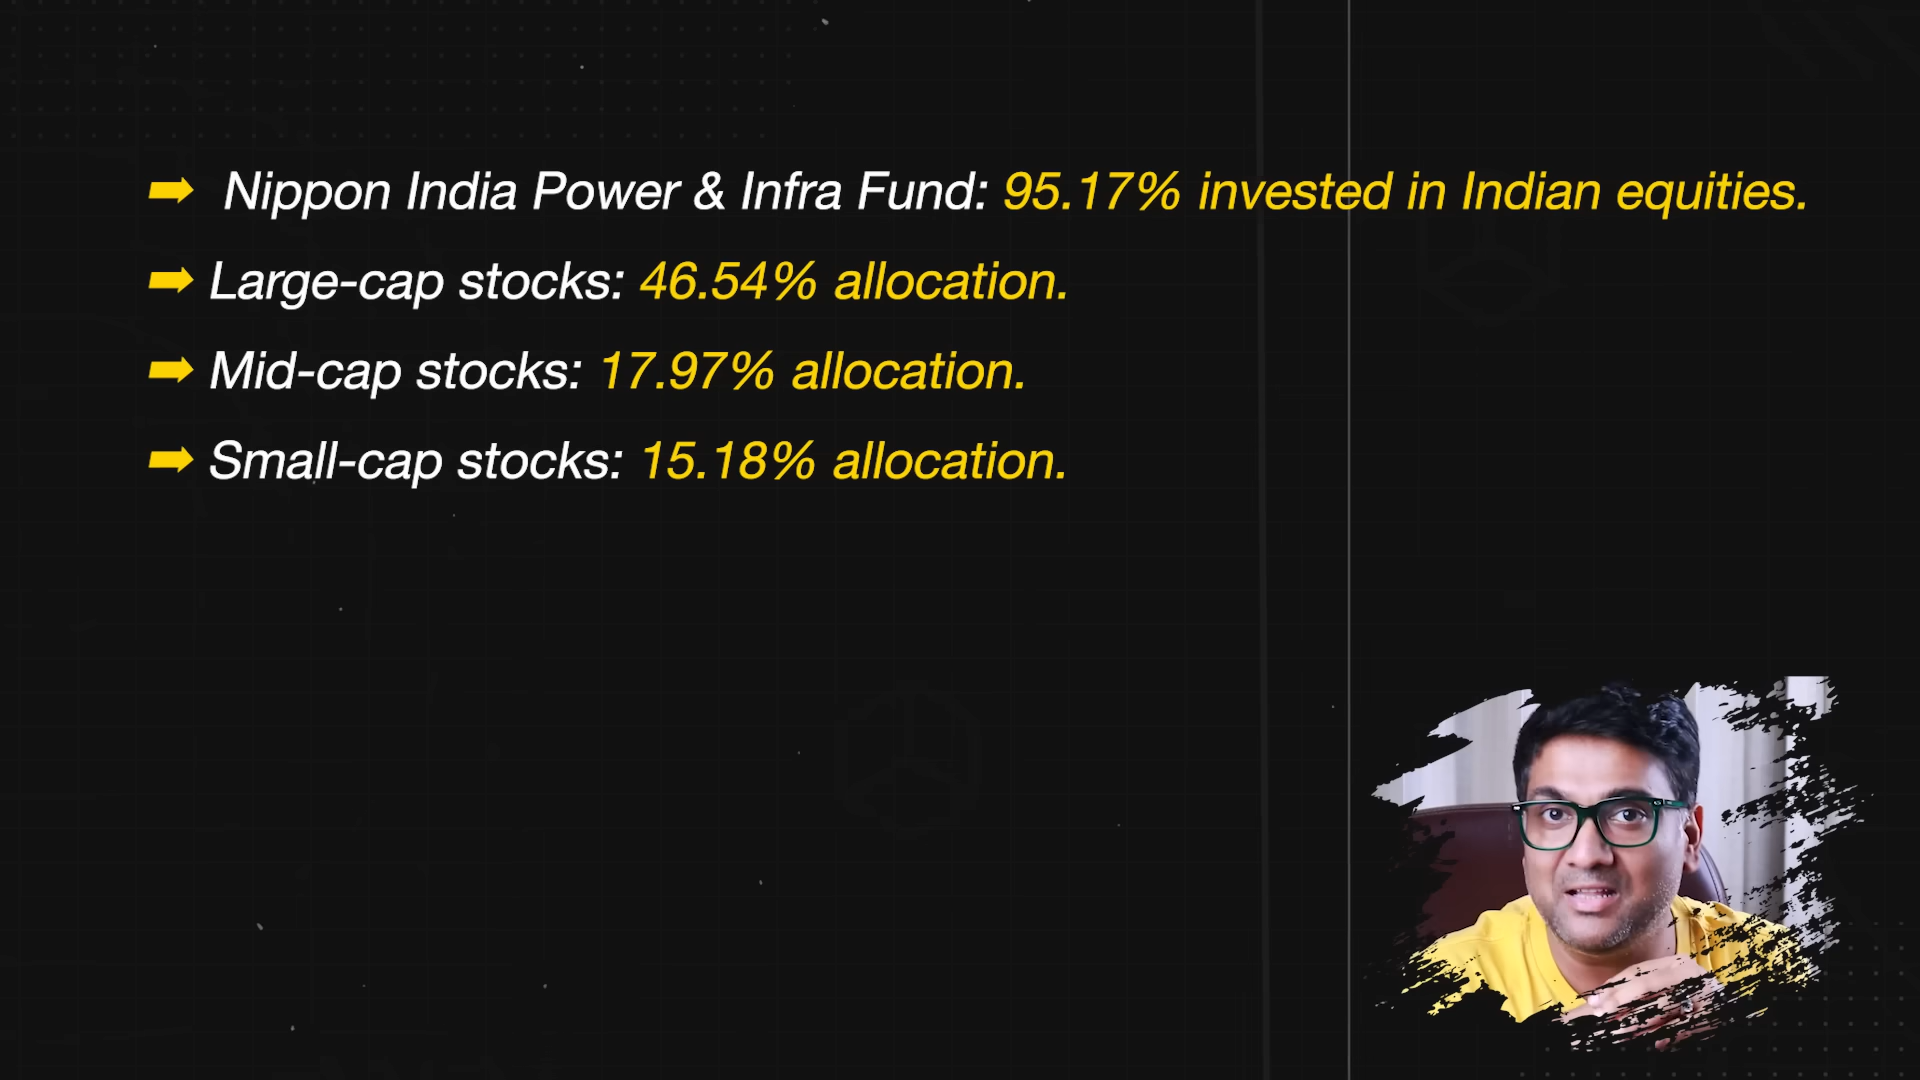 ➡ Nippon India Power & Infra Fund: 95.17% invested in Indian equities.
➡ Large-cap stocks: 46.54% allocation.
➡ Mid-cap stocks: 17.97% allocation.
➡ Small-cap stocks: 15.18% allocation.